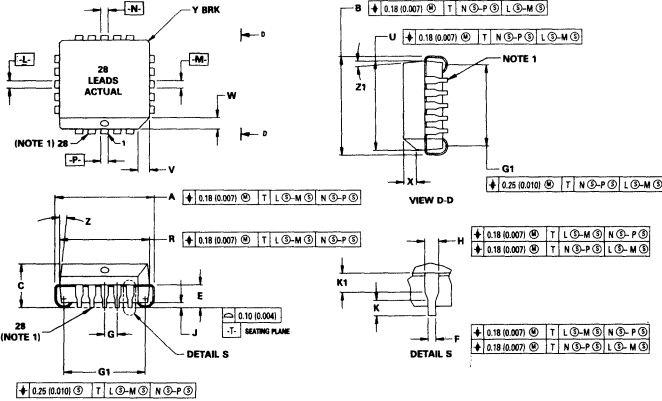 -N-
Y BRK
D
-L-
28
LEADS
ACTUAL
-M-
W
(NOTE 1) 28
1
D
-P-
V
B ⌖ 0.18 (0.007) Ⓜ T N Ⓢ–P Ⓢ L Ⓢ–M Ⓢ
U ⌖ 0.18 (0.007) Ⓜ T N Ⓢ–P Ⓢ L Ⓢ–M Ⓢ
NOTE 1
Z1
G1
X
⌖ 0.25 (0.010) Ⓜ T N Ⓢ–P Ⓢ L Ⓢ–M Ⓢ
VIEW D-D
A ⌖ 0.18 (0.007) Ⓜ T L Ⓢ–M Ⓢ N Ⓢ–P Ⓢ
Z
R ⌖ 0.18 (0.007) Ⓜ T L Ⓢ–M Ⓢ N Ⓢ–P Ⓢ
C
E
28
(NOTE 1)
G
J
⌓ 0.10 (0.004)
-T- SEATING PLANE
DETAIL S
G1
⌖ 0.25 (0.010) Ⓢ T L Ⓢ–M Ⓢ N Ⓢ–P Ⓢ
H
⌖ 0.18 (0.007) Ⓜ T L Ⓢ–M Ⓢ N Ⓢ–P Ⓢ
⌖ 0.18 (0.007) Ⓜ T N Ⓢ–P Ⓢ L Ⓢ–M Ⓢ
K1
K
F
DETAIL S
⌖ 0.18 (0.007) Ⓜ T L Ⓢ–M Ⓢ N Ⓢ–P Ⓢ
⌖ 0.18 (0.007) Ⓜ T N Ⓢ–P Ⓢ L Ⓢ–M Ⓢ